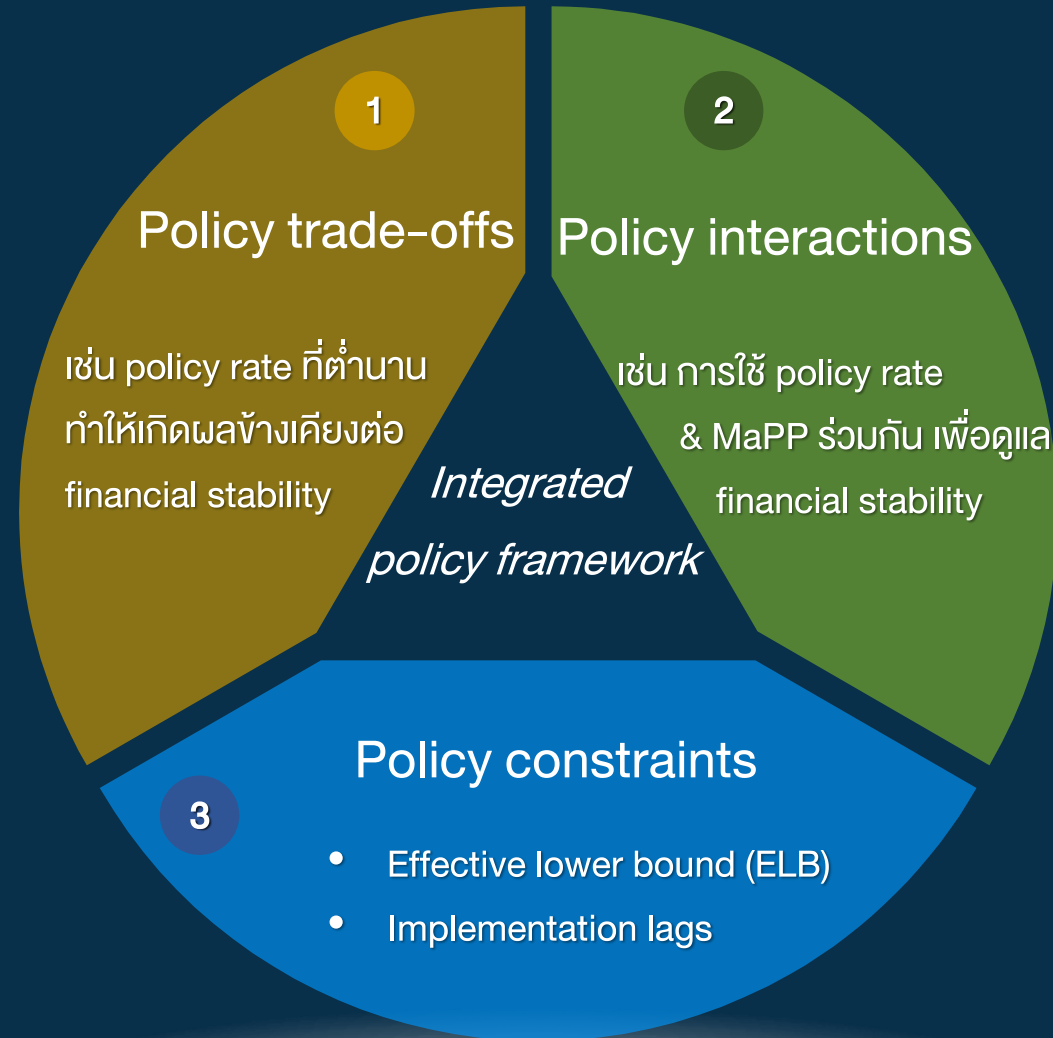 1
Policy trade-offs
เช่น policy rate ที่ต่ำนาน
ทำให้เกิดผลข้างเคียงต่อ
financial stability
2
Policy interactions
เช่น การใช้ policy rate
& MaPP ร่วมกัน เพื่อดูแล
financial stability
Integrated
policy framework
3
Policy constraints
• Effective lower bound (ELB)
• Implementation lags